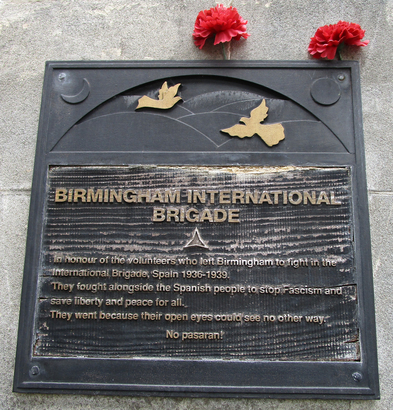 BIRMINGHAM INTERNATIONAL
BRIGADE
In honour of the volunteers who left Birmingham to fight in the
International Brigade, Spain 1936-1939.
They fought alongside the Spanish people to stop Fascism and
save liberty and peace for all.
They went because their open eyes could see no other way.
No pasaran!